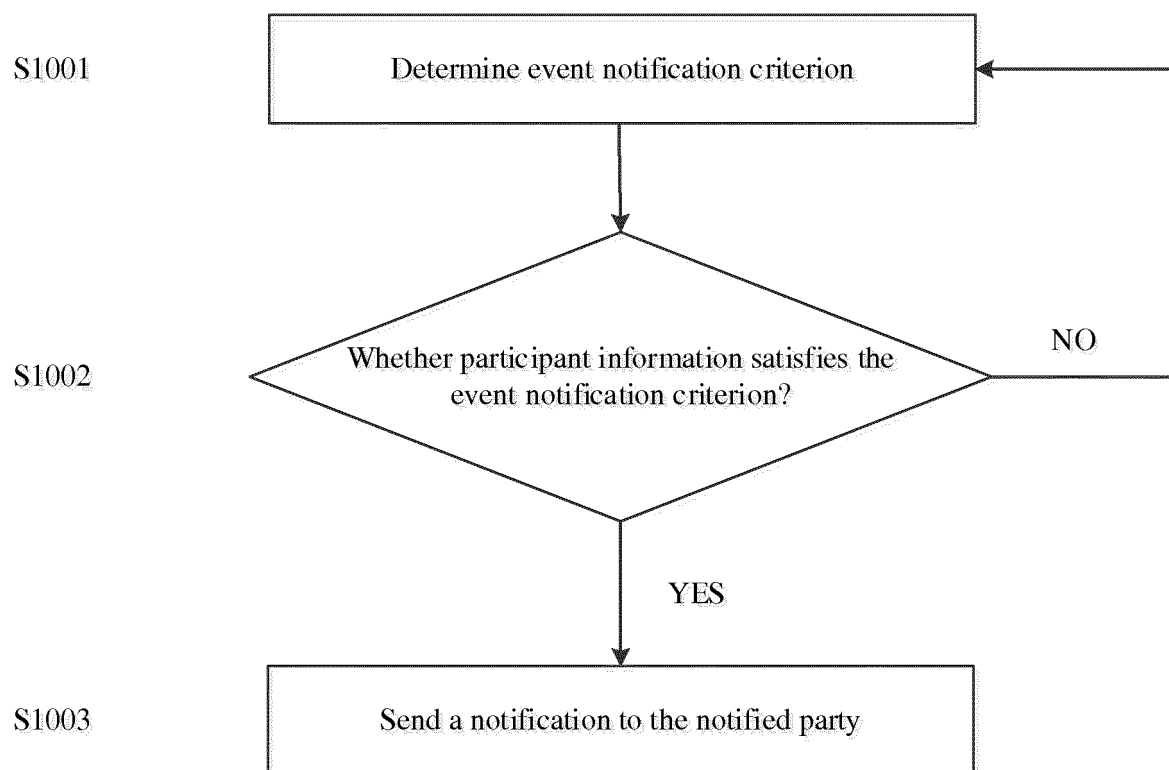 S1001
Determine event notification criterion
S1002
Whether participant information satisfies the
event notification criterion?
NO
YES
S1003
Send a notification to the notified party